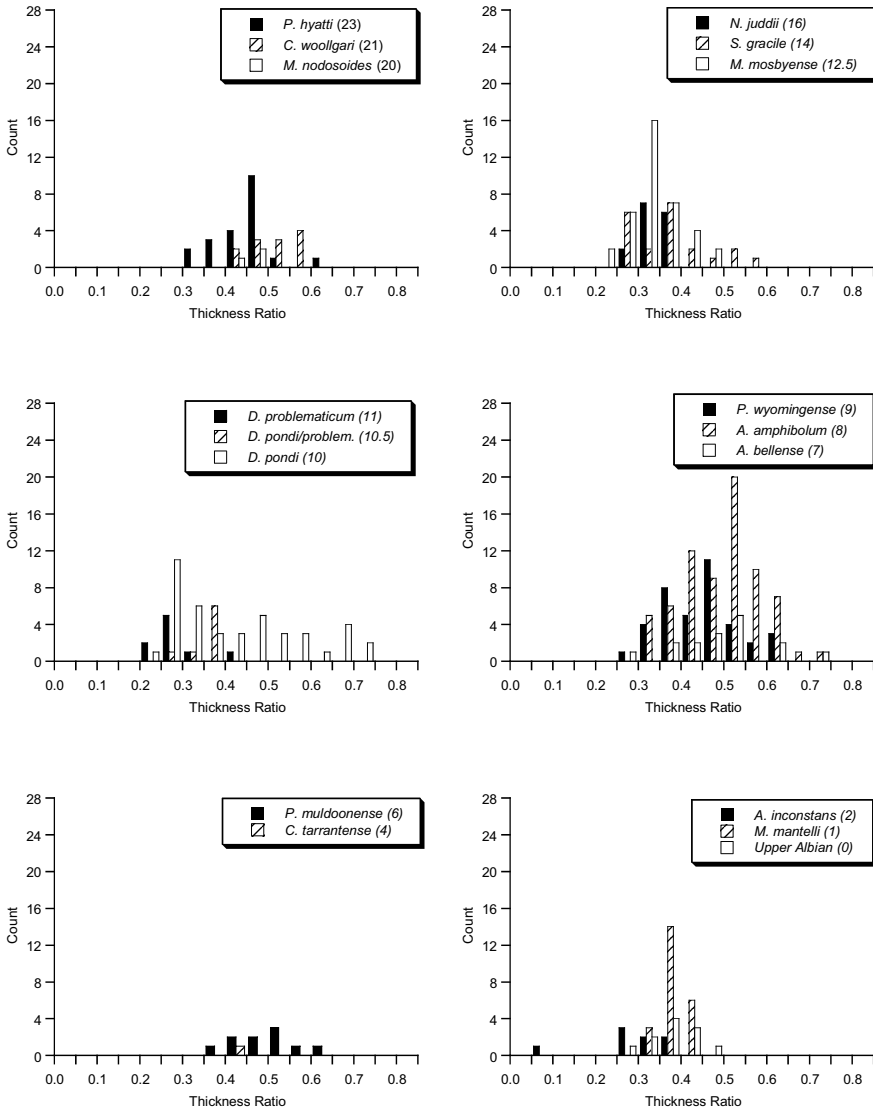 28
24
20
16
12
8
4
0
Count
P. hyatti (23)
C. woollgari (21)
M. nodosoides (20)
0.0 0.1 0.2 0.3 0.4 0.5 0.6 0.7 0.8
Thickness Ratio
28
24
20
16
12
8
4
0
Count
N. juddii (16)
S. gracile (14)
M. mosbyense (12.5)
0.0 0.1 0.2 0.3 0.4 0.5 0.6 0.7 0.8
Thickness Ratio
28
24
20
16
12
8
4
0
Count
D. problematicum (11)
D. pondi/problem. (10.5)
D. pondi (10)
0.0 0.1 0.2 0.3 0.4 0.5 0.6 0.7 0.8
Thickness Ratio
28
24
20
16
12
8
4
0
Count
P. wyomingense (9)
A. amphibolum (8)
A. bellense (7)
0.0 0.1 0.2 0.3 0.4 0.5 0.6 0.7 0.8
Thickness Ratio
28
24
20
16
12
8
4
0
Count
P. muldoonense (6)
C. tarrantense (4)
0.0 0.1 0.2 0.3 0.4 0.5 0.6 0.7 0.8
Thickness Ratio
28
24
20
16
12
8
4
0
Count
A. inconstans (2)
M. mantelli (1)
Upper Albian (0)
0.0 0.1 0.2 0.3 0.4 0.5 0.6 0.7 0.8
Thickness Ratio